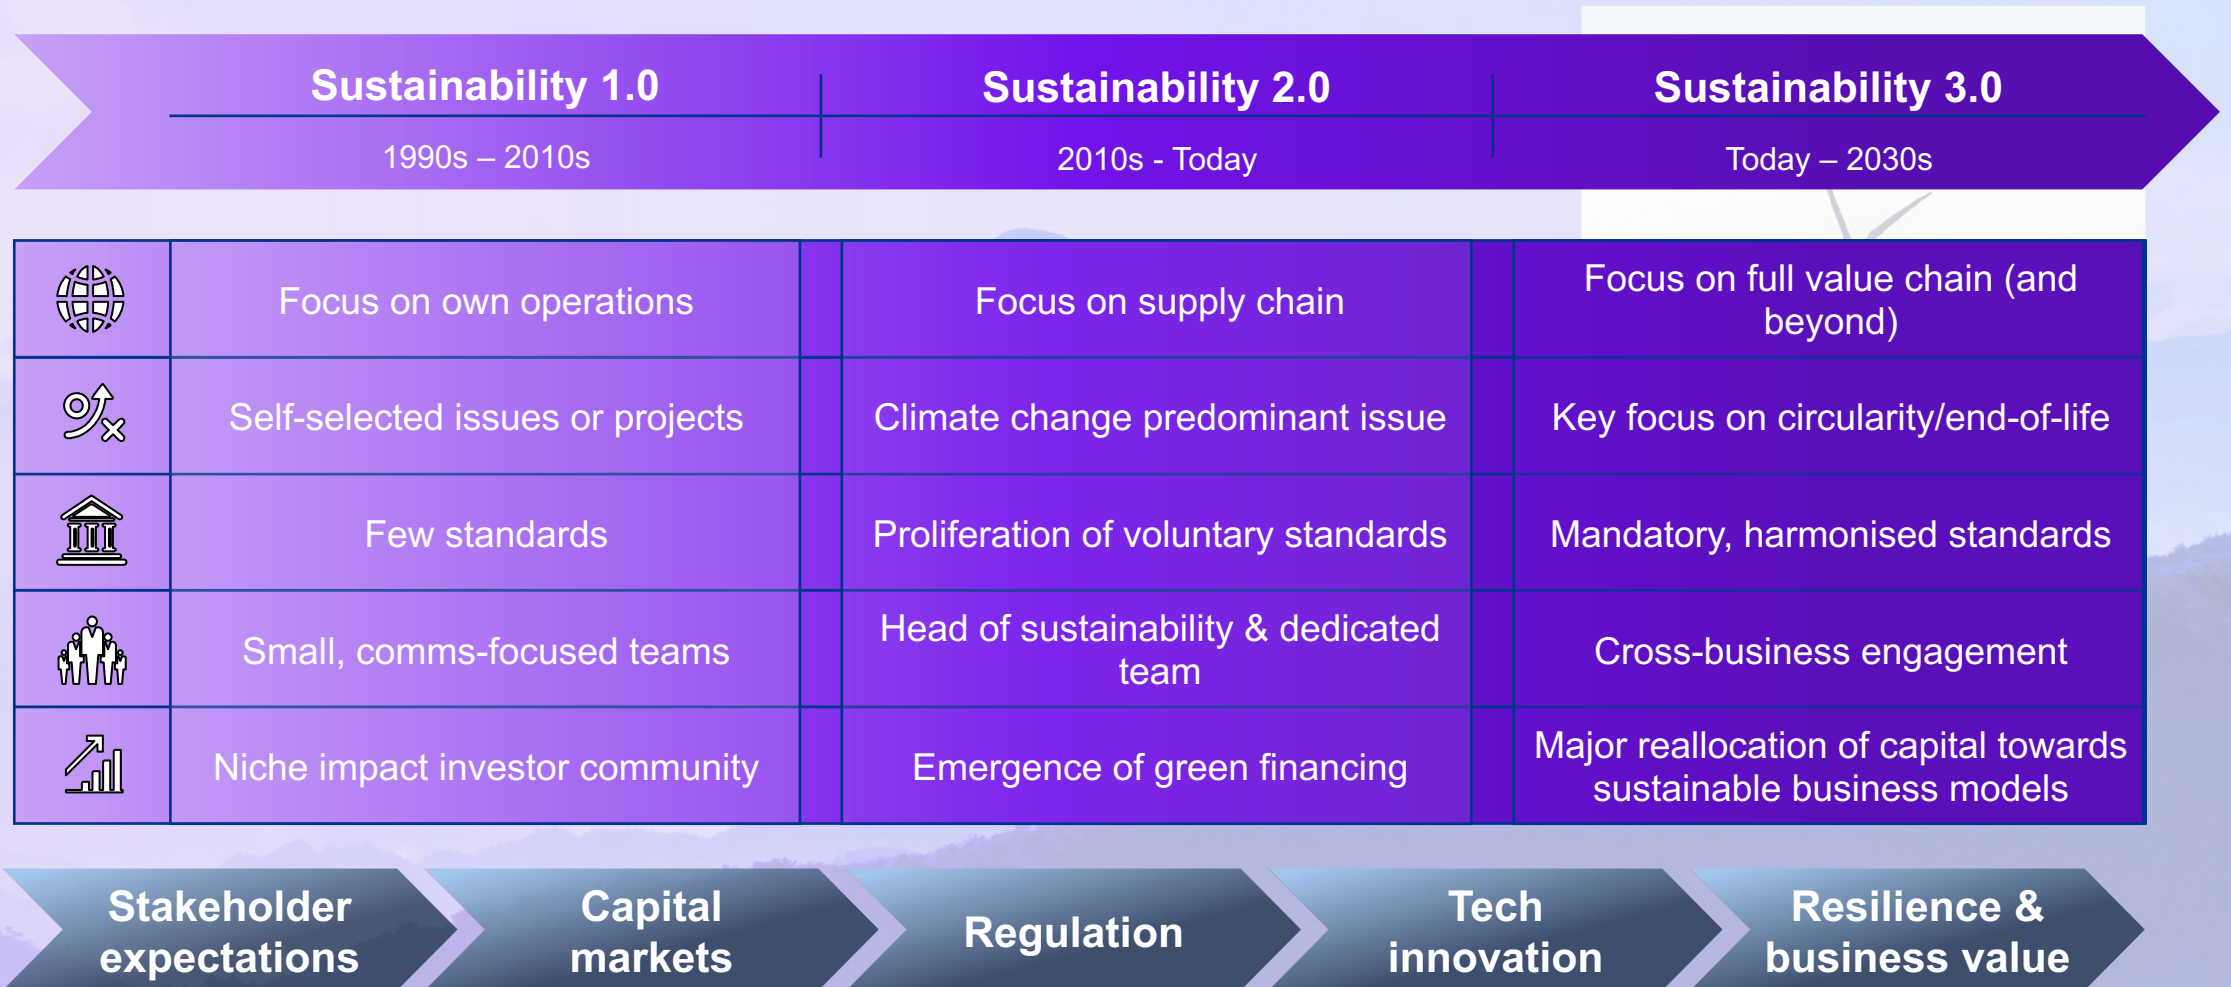 Sustainability 1.0
Sustainability 2.0
Sustainability 3.0
1990s – 2010s
2010s - Today
Today – 2030s
Focus on own operations
Focus on supply chain
Focus on full value chain (and
beyond)
Self-selected issues or projects
Climate change predominant issue
Key focus on circularity/end-of-life
Few standards
Proliferation of voluntary standards
Mandatory, harmonised standards
Small, comms-focused teams
Head of sustainability & dedicated
team
Cross-business engagement
Niche impact investor community
Emergence of green financing
Major reallocation of capital towards
sustainable business models
Stakeholder
expectations
Capital
markets
Regulation
Tech
innovation
Resilience &
business value